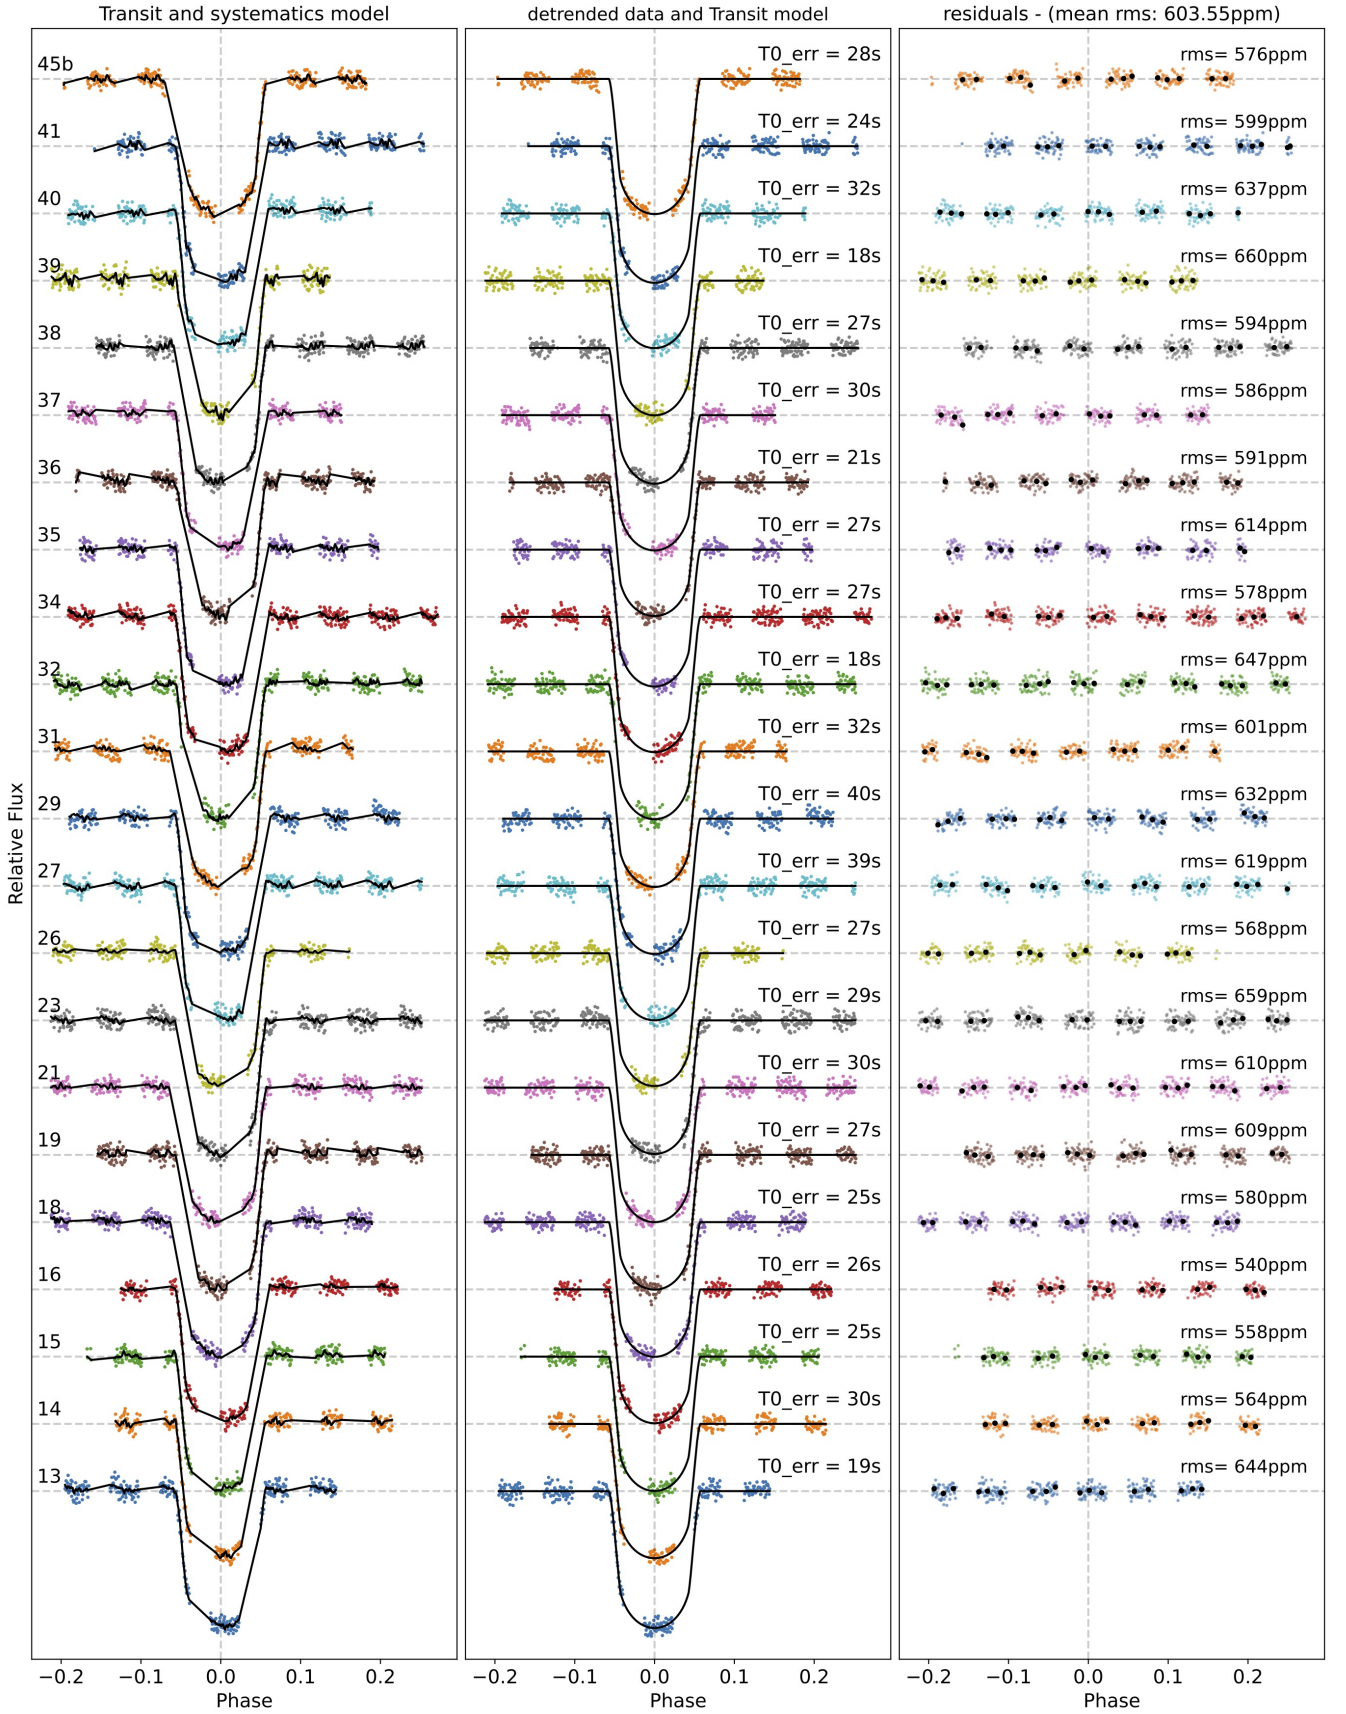 Transit and systematics model
detrended data and Transit model
residuals - (mean rms: 603.55ppm)
45b
T0_err = 28s
rms= 576ppm
41
T0_err = 24s
rms= 599ppm
40
T0_err = 32s
rms= 637ppm
39
T0_err = 18s
rms= 660ppm
38
T0_err = 27s
rms= 594ppm
37
T0_err = 30s
rms= 586ppm
36
T0_err = 21s
rms= 591ppm
35
T0_err = 27s
rms= 614ppm
34
T0_err = 27s
rms= 578ppm
32
T0_err = 18s
rms= 647ppm
31
T0_err = 32s
rms= 601ppm
29
T0_err = 40s
rms= 632ppm
27
T0_err = 39s
rms= 619ppm
26
T0_err = 27s
rms= 568ppm
23
T0_err = 29s
rms= 659ppm
21
T0_err = 30s
rms= 610ppm
19
T0_err = 27s
rms= 609ppm
18
T0_err = 25s
rms= 580ppm
16
T0_err = 26s
rms= 540ppm
15
T0_err = 25s
rms= 558ppm
14
T0_err = 30s
rms= 564ppm
13
T0_err = 19s
rms= 644ppm
Relative Flux
−0.2 −0.1 0.0 0.1 0.2
−0.2 −0.1 0.0 0.1 0.2
−0.2 −0.1 0.0 0.1 0.2
Phase
Phase
Phase